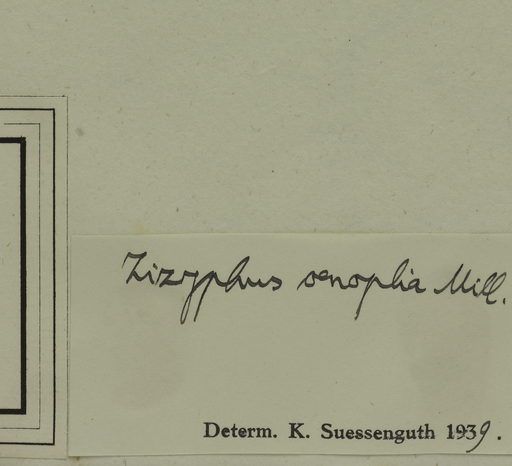 Zizyphus oenoplia Mill.
Determ. K. Suessenguth 1939.